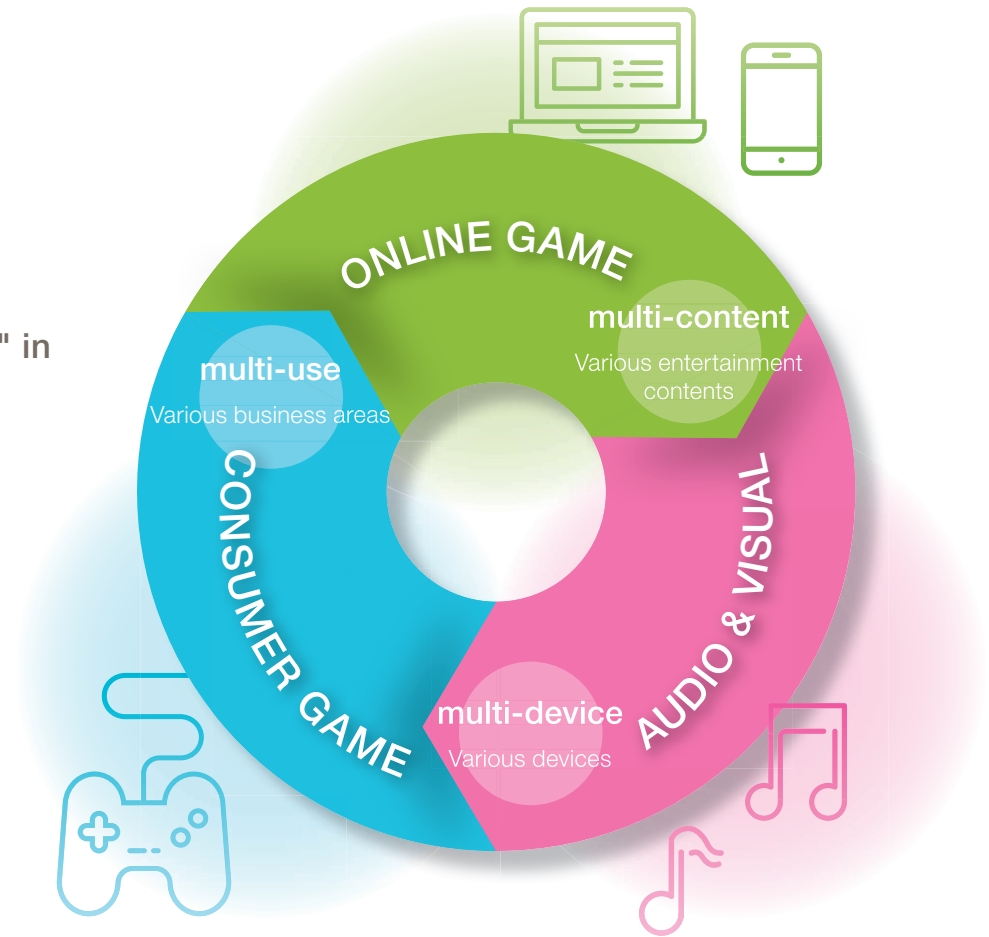 ONLINE GAME
multi-content
Various entertainment
contents
" in
multi-use
Various business areas
CONSUMER GAME
AUDIO & VISUAL
multi-device
Various devices